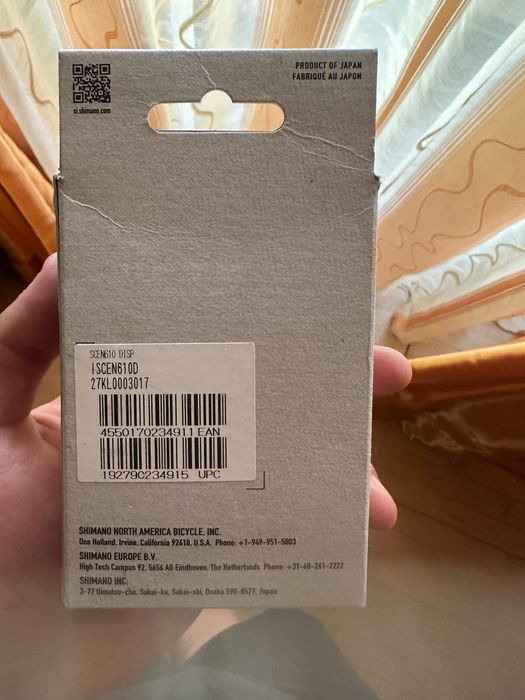 PRODUCT OF JAPAN
FABRIQUÉ AU JAPON
si.shimano.com
SCEN610 DISP
ISCEN610D
27KL0003017
4550170234911 EAN
192790234915 UPC
SHIMANO NORTH AMERICA BICYCLE, INC.
One Holland, Irvine, California 92618, U.S.A. Phone: +1-949-951-5003
SHIMANO EUROPE B.V.
High Tech Campus 92, 5656 AG Eindhoven, The Netherlands Phone: +31-40-261-2222
SHIMANO INC.
3-77 Oimatsu-cho, Sakai-ku, Sakai-shi, Osaka 590-8577, Japan